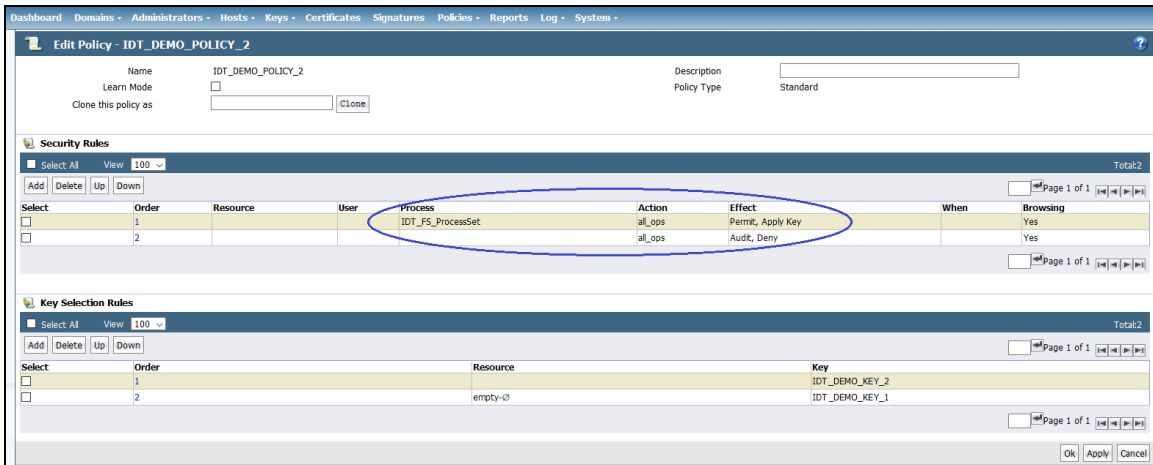 Dashboard Domains Administrators Hosts Keys Certificates Signatures Policies Reports Log System
Edit Policy - IDT_DEMO_POLICY_2 ?
Name IDT_DEMO_POLICY_2 Description
Learn Mode Policy Type Standard
Clone this policy as Clone
Security Rules
Select All View 100 Total:2
Add Delete Up Down Page 1 of 1
Select Order Resource User Process Action Effect When Browsing
1 IDT_FS_ProcessSet all_ops Permit, Apply Key Yes
2 all_ops Audit, Deny Yes
Page 1 of 1
Key Selection Rules
Select All View 100 Total:2
Add Delete Up Down Page 1 of 1
Select Order Resource Key
1 IDT_DEMO_KEY_2
2 empty-∅ IDT_DEMO_KEY_1
Page 1 of 1
Ok Apply Cancel